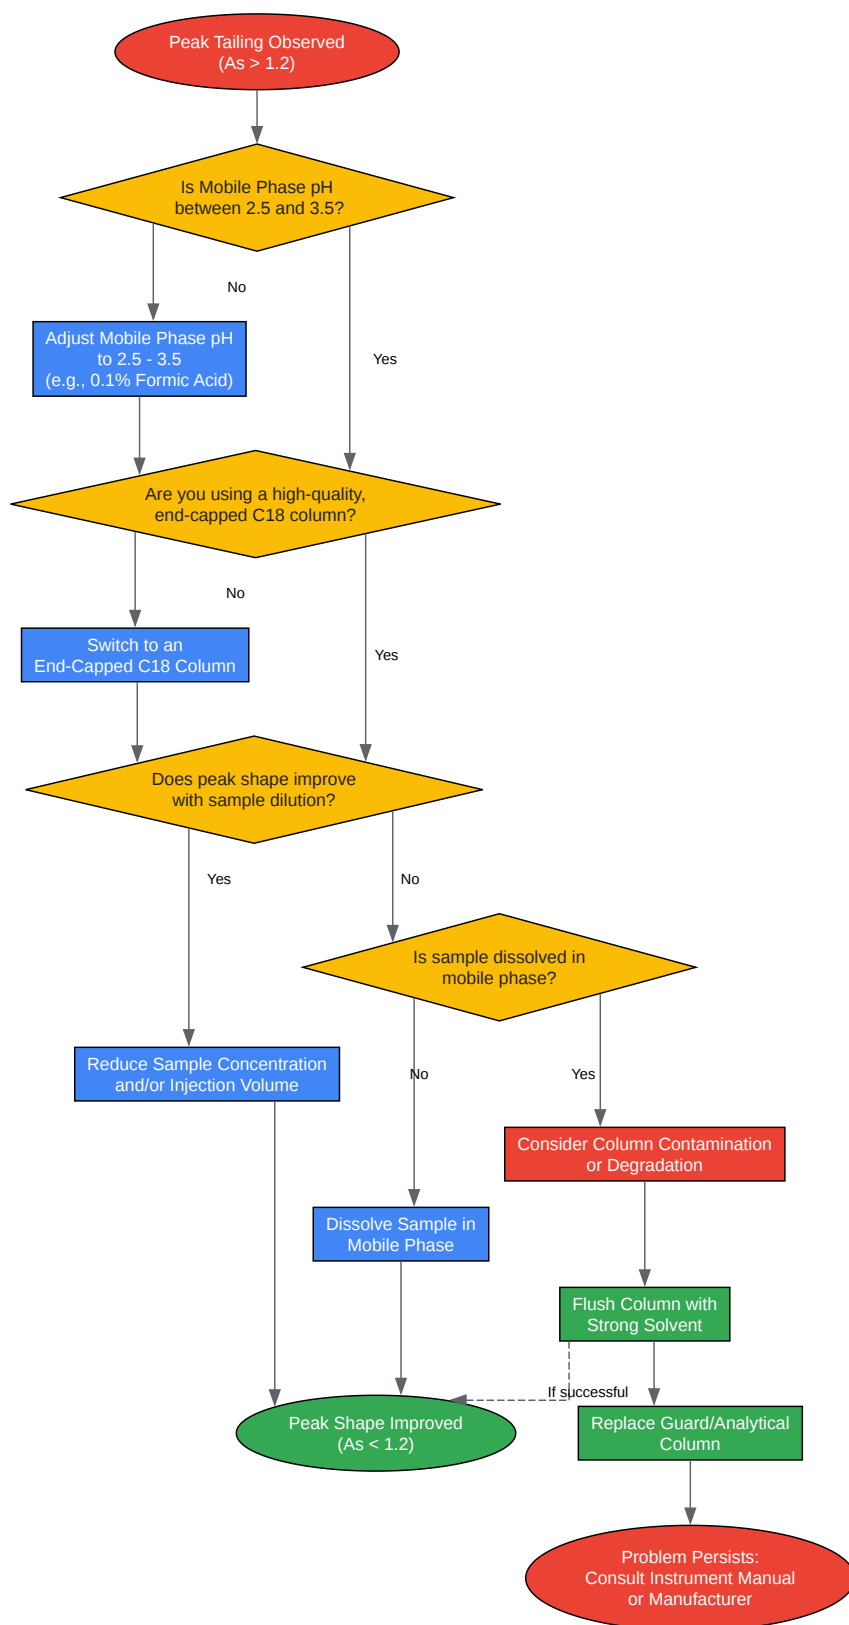 Peak Tailing Observed
(As > 1.2)
Is Mobile Phase pH
between 2.5 and 3.5?
No
Adjust Mobile Phase pH
to 2.5 - 3.5
(e.g., 0.1% Formic Acid)
Yes
Are you using a high-quality,
end-capped C18 column?
No
Switch to an
End-Capped C18 Column
Yes
Does peak shape improve
with sample dilution?
Yes
No
Is sample dissolved in
mobile phase?
Reduce Sample Concentration
and/or Injection Volume
No
Yes
Consider Column Contamination
or Degradation
Dissolve Sample in
Mobile Phase
Flush Column with
Strong Solvent
If successful
Peak Shape Improved
(As < 1.2)
Replace Guard/Analytical
Column
Problem Persists:
Consult Instrument Manual
or Manufacturer